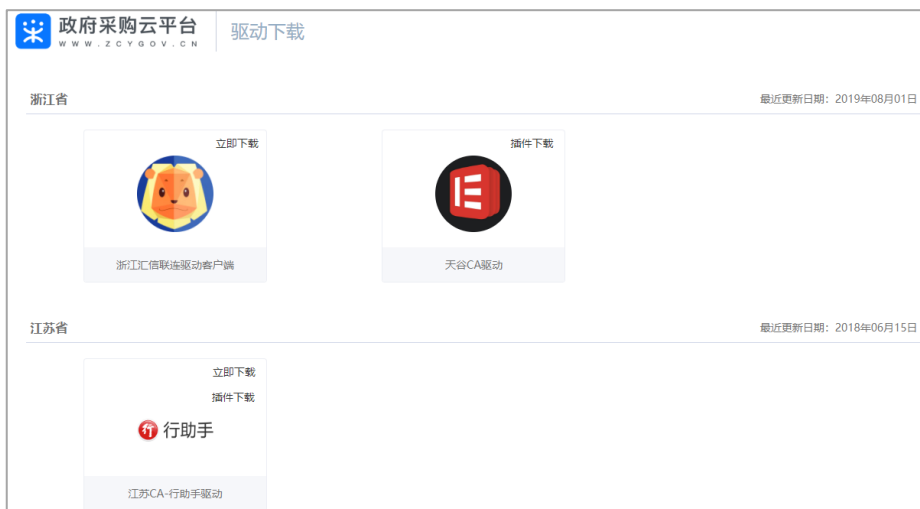 政府采购云平台 驱动下载
WWW.ZCYGOV.CN
浙江省 最近更新日期：2019年08月01日
立即下载 插件下载
浙江汇信联连驱动客户端 天谷CA驱动
江苏省 最近更新日期：2018年06月15日
立即下载
插件下载
行 行助手
江苏CA-行助手驱动